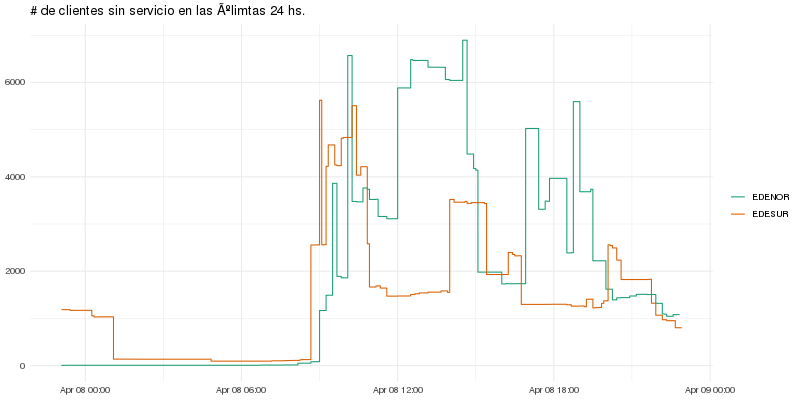 # de clientes sin servicio en las Ãºlimtas 24 hs.
6000
4000
2000
0
Apr 08 00:00
Apr 08 06:00
Apr 08 12:00
Apr 08 18:00
Apr 09 00:00
EDENOR
EDESUR